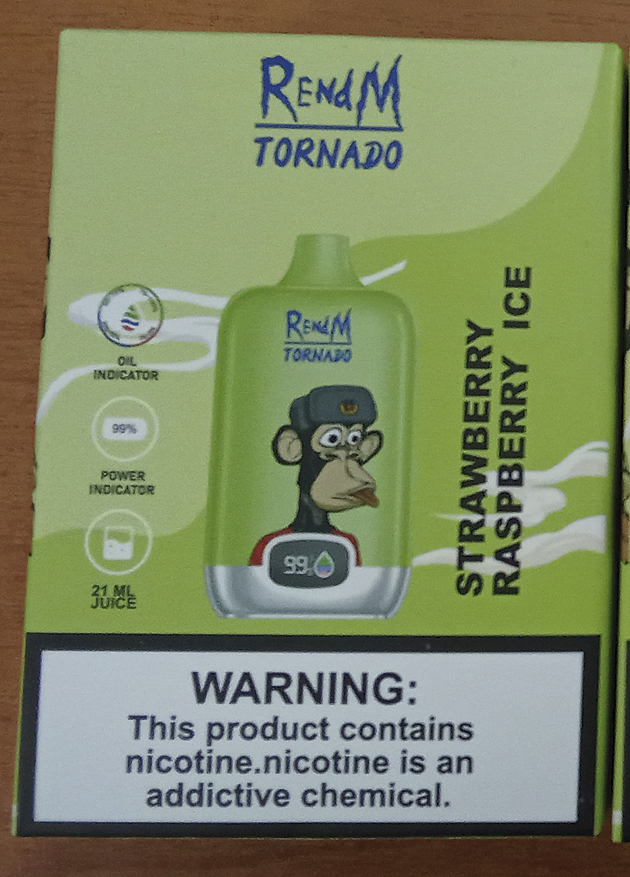 RENdM
TORNADO
OIL
INDICATOR
99%
POWER
INDICATOR
21 ML
JUICE
RENdM
TORNADO
99%
STRAWBERRY
RASPBERRY ICE
WARNING:
This product contains
nicotine.nicotine is an
addictive chemical.